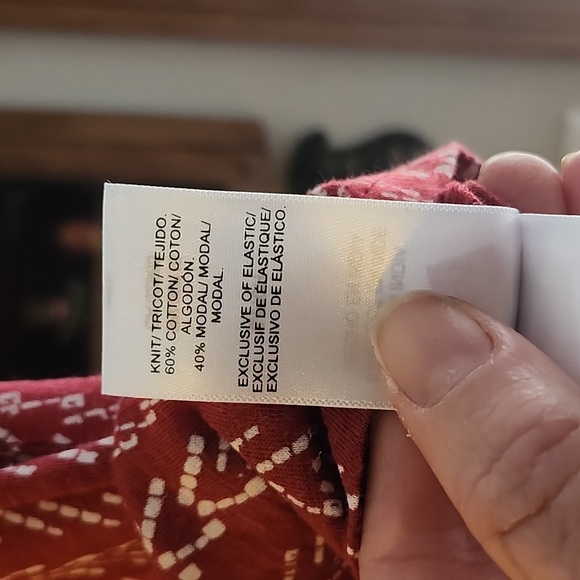 KNIT/ TRICOT/ TEJIDO.
60% COTTON/ COTON/
ALGODÓN.
40% MODAL/ MODAL/
MODAL.
EXCLUSIVE OF ELASTIC/
EXCLUSIF DE ÉLASTIQUE/
EXCLUSIVO DE ELÁSTICO.